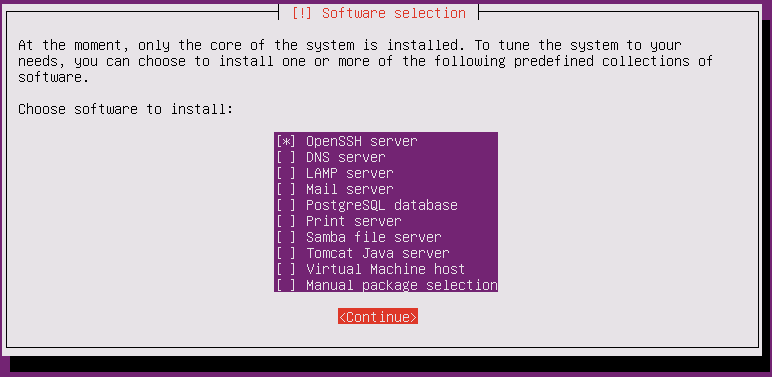 [!] Software selection
At the moment, only the core of the system is installed. To tune the system to your
needs, you can choose to install one or more of the following predefined collections of
software.
Choose software to install:
[*] OpenSSH server
[ ] DNS server
[ ] LAMP server
[ ] Mail server
[ ] PostgreSQL database
[ ] Print server
[ ] Samba file server
[ ] Tomcat Java server
[ ] Virtual Machine host
[ ] Manual package selection
<Continue>